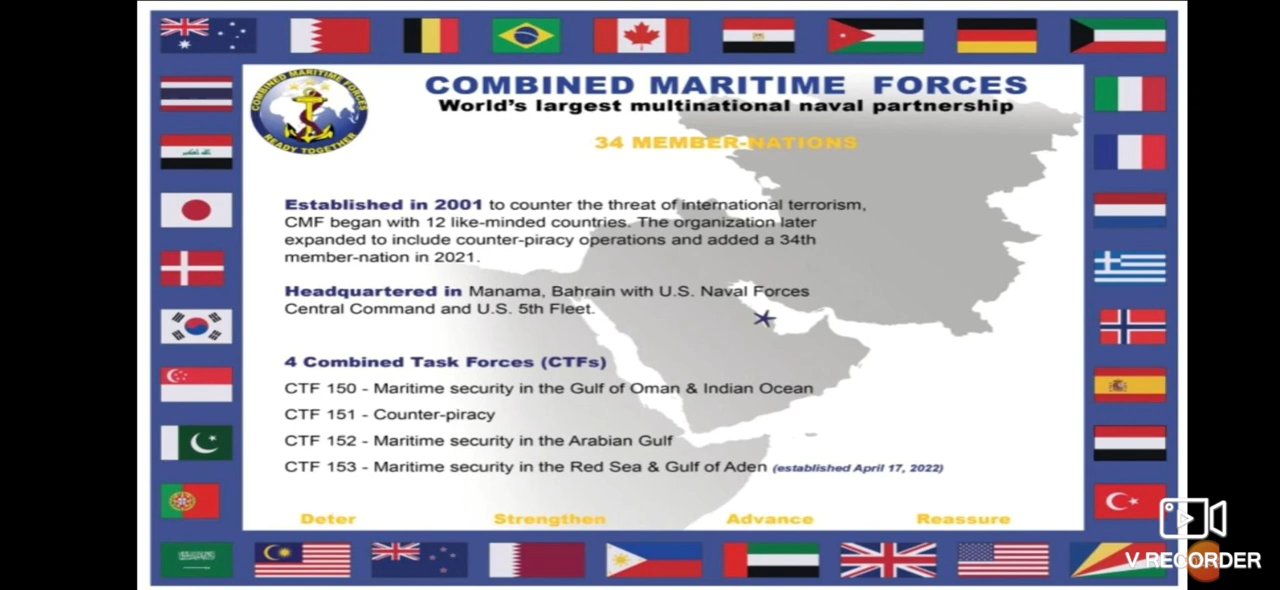 COMBINED MARITIME FORCES
READY TOGETHER
COMBINED MARITIME FORCES
World's largest multinational naval partnership
34 MEMBER-NATIONS
Established in 2001 to counter the threat of international terrorism,
CMF began with 12 like-minded countries. The organization later
expanded to include counter-piracy operations and added a 34th
member-nation in 2021.
Headquartered in Manama, Bahrain with U.S. Naval Forces
Central Command and U.S. 5th Fleet.
4 Combined Task Forces (CTFs)
CTF 150 - Maritime security in the Gulf of Oman & Indian Ocean
CTF 151 - Counter-piracy
CTF 152 - Maritime security in the Arabian Gulf
CTF 153 - Maritime security in the Red Sea & Gulf of Aden (established April 17, 2022)
Deter Strengthen Advance Reassure
V RECORDER